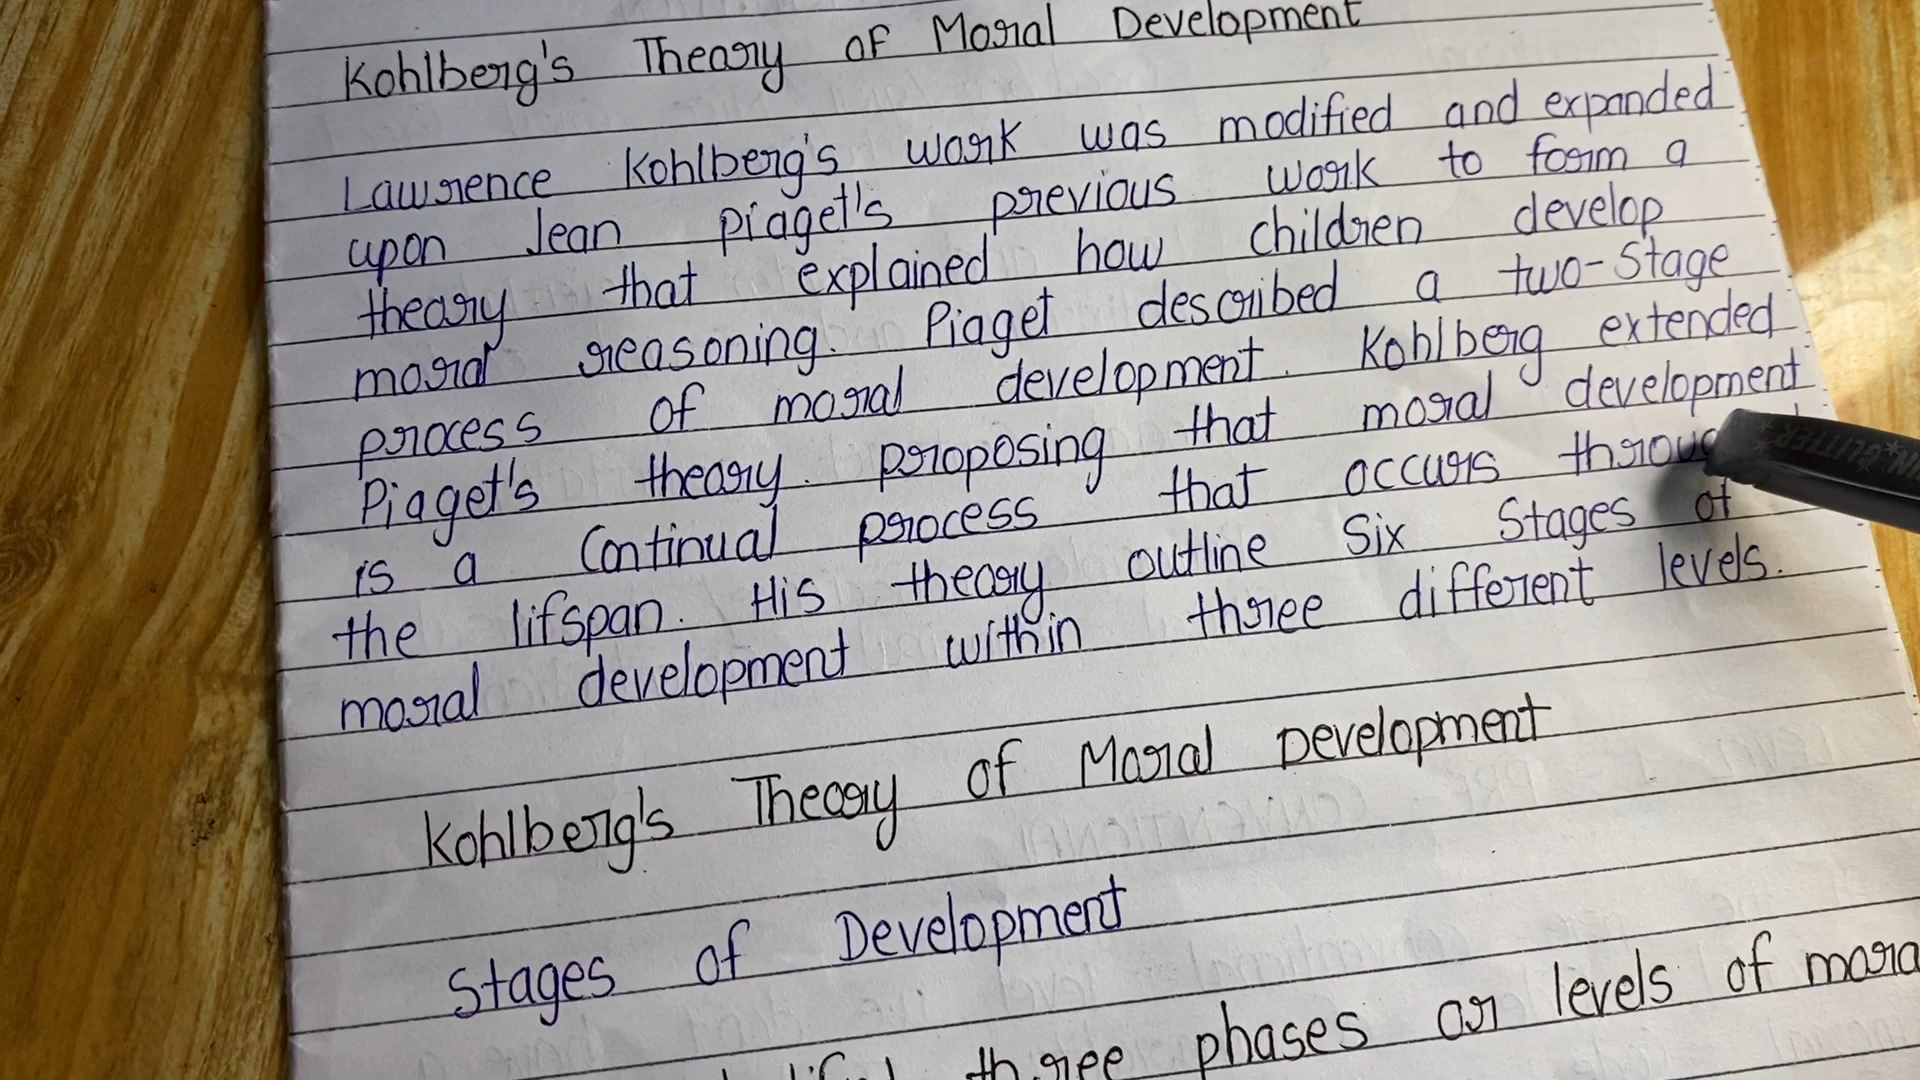 Kohlberg's Theory of Moral Development
Lawrence Kohlberg's work was modified and expanded
upon Jean Piaget's previous work to form a
theory that explained how children develop
moral reasoning. Piaget described a two-Stage
process of moral development. Kohlberg extended
Piaget's theory. proposing that moral development
is a Continual process that occurs
the lifspan. His theory outline Six Stages of
moral development within three different levels.
Kohlberg's Theory of Moral Development
Stages of Development
three phases or levels of